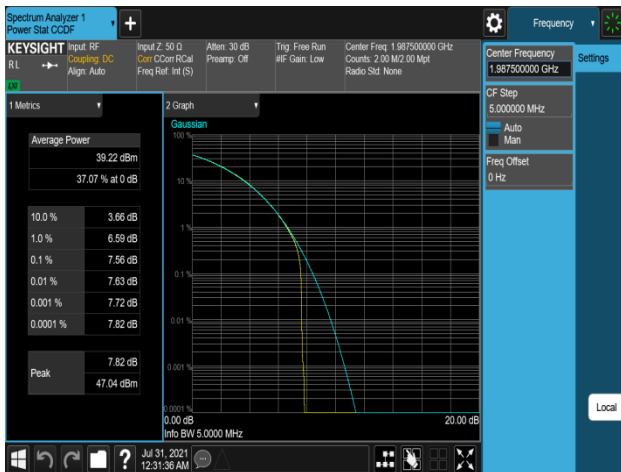 Spectrum Analyzer 1
Power Stat CCDF
Frequency
KEYSIGHT
Input: RF
Input Z: 50 Ω
Atten: 30 dB
Trig: Free Run
Center Freq: 1.987500000 GHz
RL
Coupling: DC
Corr CCorr RCal
Preamp: Off
#IF Gain: Low
Counts: 2.00 M/2.00 Mpt
Align: Auto
Freq Ref: Int (S)
Radio Std: None
Center Frequency
1.987500000 GHz
Settings
CF Step
5.000000 MHz
Auto
Man
Freq Offset
0 Hz
Local
1 Metrics
Average Power
39.22 dBm
37.07 % at 0 dB
10.0 % 3.66 dB
1.0 % 6.59 dB
0.1 % 7.56 dB
0.01 % 7.63 dB
0.001 % 7.72 dB
0.0001 % 7.82 dB
Peak
7.82 dB
47.04 dBm
2 Graph
Gaussian
100 %
10 %
1 %
0.1 %
0.01 %
0.001 %
0.0001 %
0.00 dB
20.00 dB
Info BW 5.0000 MHz
?
Jul 31, 2021
12:31:36 AM